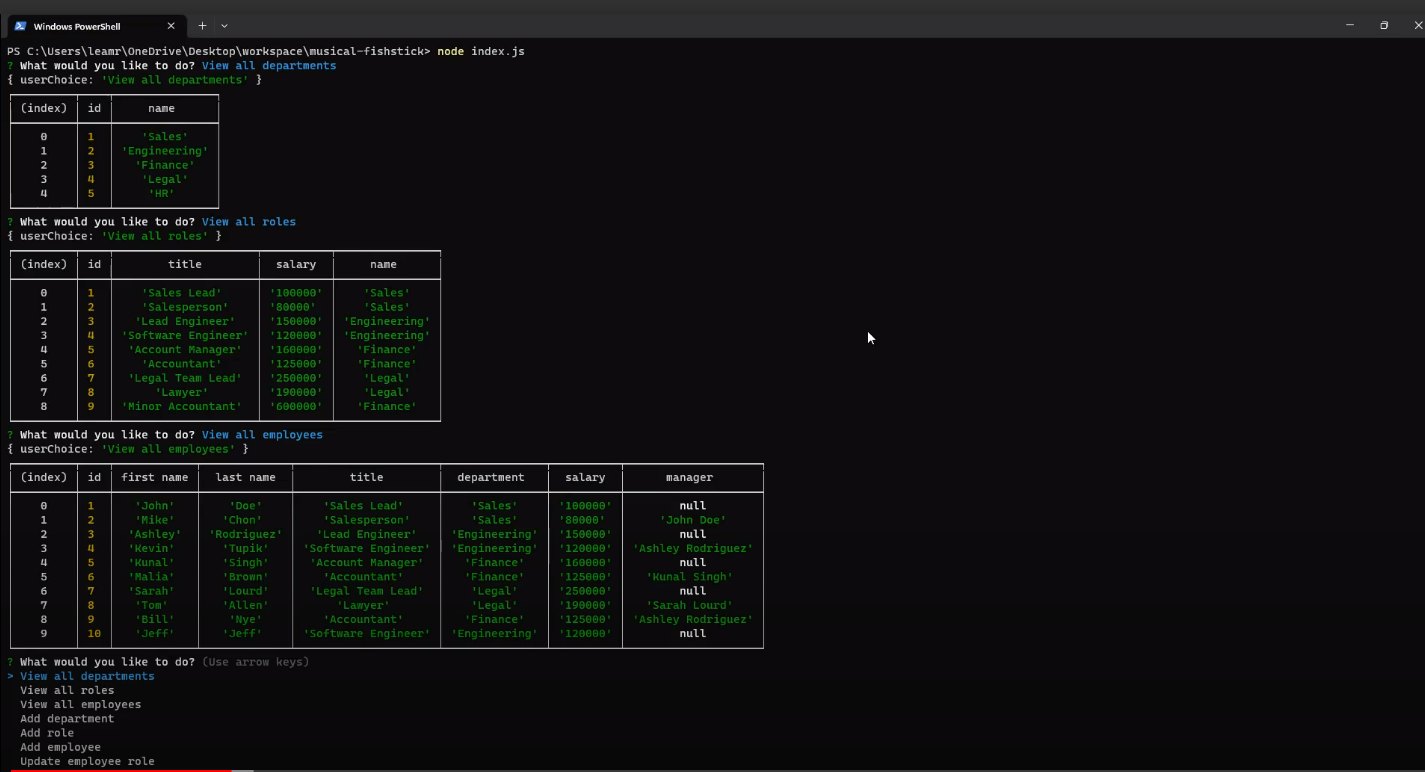 Windows PowerShell
PS C:\Users\leamr\OneDrive\Desktop\workspace\musical-fishstick> node index.js
? What would you like to do? View all departments
{ userChoice: 'View all departments' }
(index) id name
0 1 'Sales'
1 2 'Engineering'
2 3 'Finance'
3 4 'Legal'
4 5 'HR'
? What would you like to do? View all roles
{ userChoice: 'View all roles' }
(index) id title salary name
0 1 'Sales Lead' '100000' 'Sales'
1 2 'Salesperson' '80000' 'Sales'
2 3 'Lead Engineer' '150000' 'Engineering'
3 4 'Software Engineer' '120000' 'Engineering'
4 5 'Account Manager' '160000' 'Finance'
5 6 'Accountant' '125000' 'Finance'
6 7 'Legal Team Lead' '250000' 'Legal'
7 8 'Lawyer' '190000' 'Legal'
8 9 'Minor Accountant' '600000' 'Finance'
? What would you like to do? View all employees
{ userChoice: 'View all employees' }
(index) id first name last name title department salary manager
0 1 'John' 'Doe' 'Sales Lead' 'Sales' '100000' null
1 2 'Mike' 'Chon' 'Salesperson' 'Sales' '80000' 'John Doe'
2 3 'Ashley' 'Rodriguez' 'Lead Engineer' 'Engineering' '150000' null
3 4 'Kevin' 'Tupik' 'Software Engineer' 'Engineering' '120000' 'Ashley Rodriguez'
4 5 'Kunal' 'Singh' 'Account Manager' 'Finance' '160000' null
5 6 'Malia' 'Brown' 'Accountant' 'Finance' '125000' 'Kunal Singh'
6 7 'Sarah' 'Lourd' 'Legal Team Lead' 'Legal' '250000' null
7 8 'Tom' 'Allen' 'Lawyer' 'Legal' '190000' 'Sarah Lourd'
8 9 'Bill' 'Nye' 'Accountant' 'Finance' '125000' 'Ashley Rodriguez'
9 10 'Jeff' 'Jeff' 'Software Engineer' 'Engineering' '120000' null
? What would you like to do? (Use arrow keys)
> View all departments
View all roles
View all employees
Add department
Add role
Add employee
Update employee role